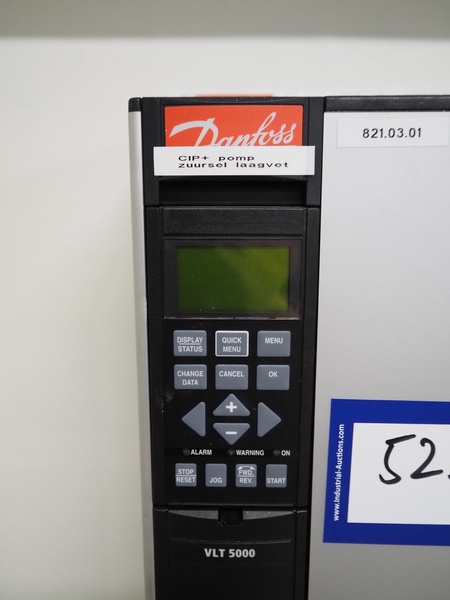 Danfoss
CIP+ pomp
zuursel laagvet
821.03.01
DISPLAY STATUS
QUICK MENU
MENU
CHANGE DATA
CANCEL
OK
+
−
ALARM WARNING ON
STOP RESET
JOG
FWD. REV.
START
VLT 5000
www.Industrial-Auctions.com
52